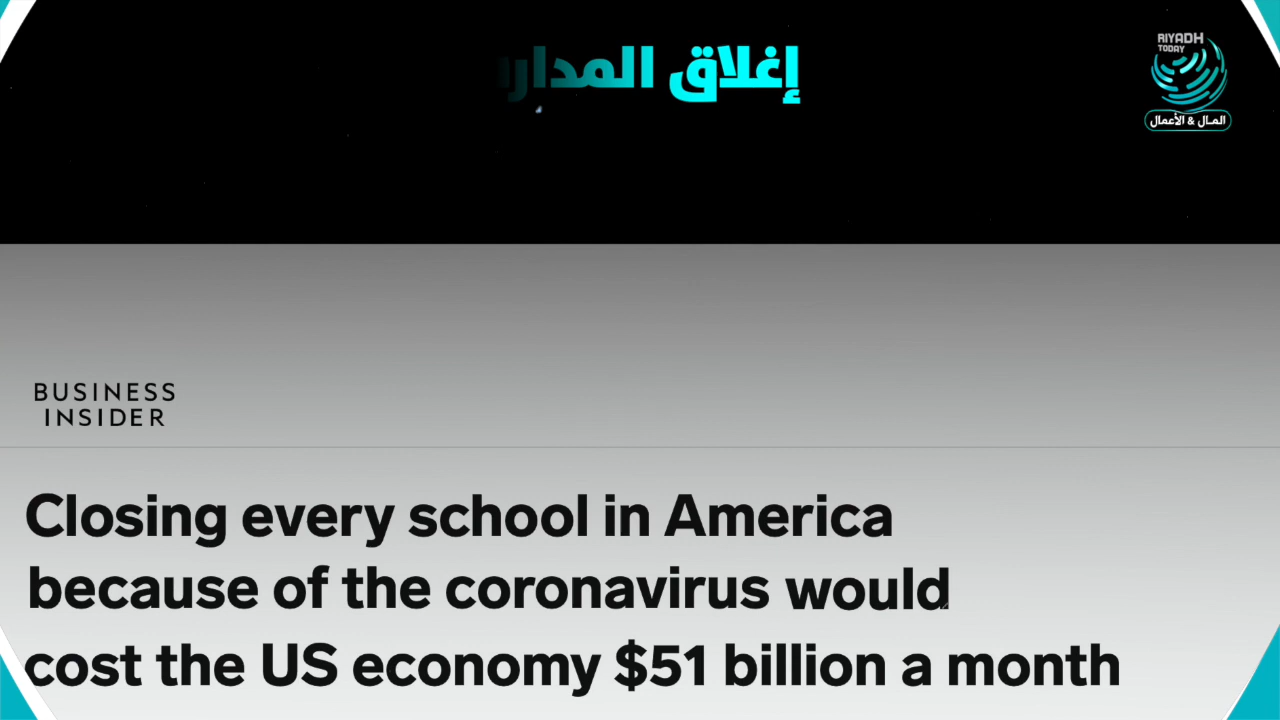 إغلاق
RIYADH
TODAY
المـال & الأعمال
BUSINESS
INSIDER
Closing every school in America
because of the coronavirus would
cost the US economy $51 billion a month